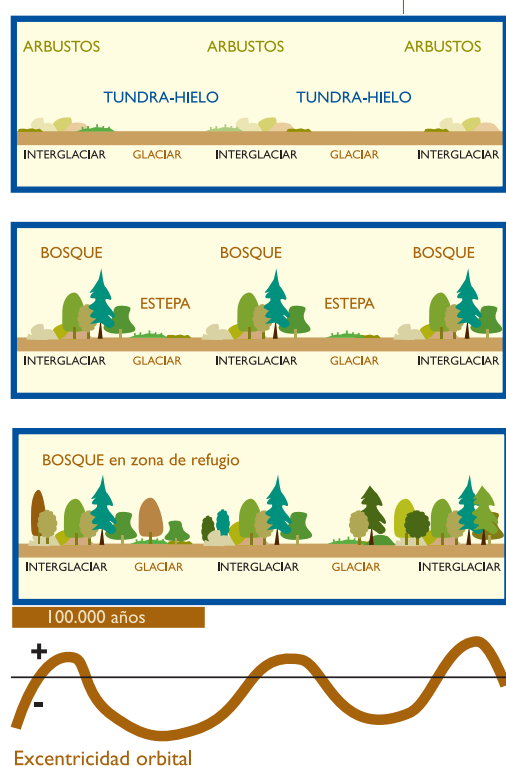 ARBUSTOS ARBUSTOS ARBUSTOS
TUNDRA-HIELO TUNDRA-HIELO
INTERGLACIAR GLACIAR INTERGLACIAR GLACIAR INTERGLACIAR
BOSQUE BOSQUE BOSQUE
ESTEPA ESTEPA
INTERGLACIAR GLACIAR INTERGLACIAR GLACIAR INTERGLACIAR
BOSQUE en zona de refugio
INTERGLACIAR GLACIAR INTERGLACIAR GLACIAR INTERGLACIAR
100.000 años
+
-
Excentricidad orbital